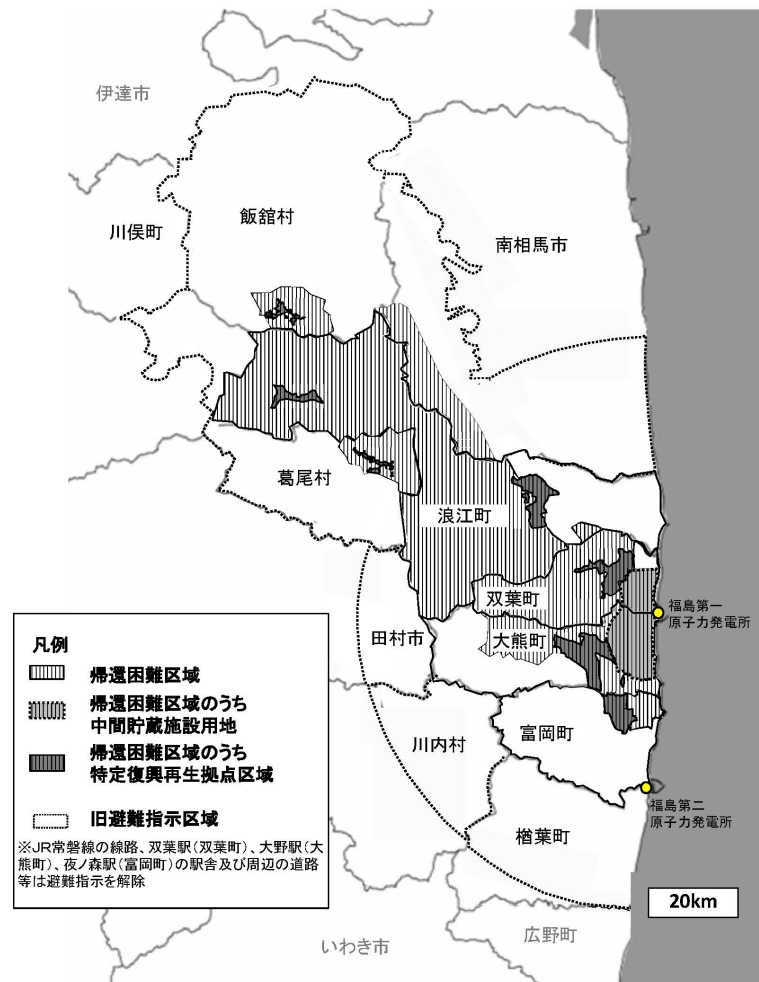 伊達市
飯舘村
川俣町
南相馬市
葛尾村
浪江町
双葉町
福島第一
原子力発電所
大熊町
田村市
富岡町
川内村
福島第二
原子力発電所
楢葉町
20km
広野町
いわき市
凡例
帰還困難区域
帰還困難区域のうち
中間貯蔵施設用地
帰還困難区域のうち
特定復興再生拠点区域
旧避難指示区域
※JR常磐線の線路、双葉駅(双葉町)、大野駅(大
熊町)、夜ノ森駅(富岡町)の駅舎及び周辺の道路
等は避難指示を解除